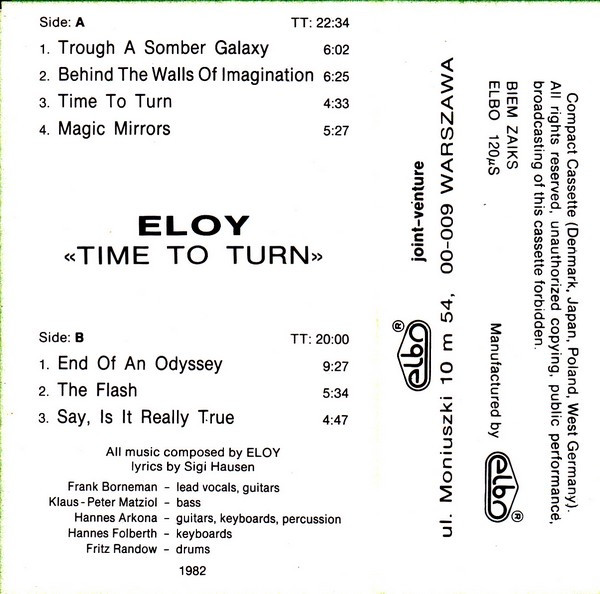 Side: A TT: 22:34
1. Trough A Somber Galaxy 6:02
2. Behind The Walls Of Imagination 6:25
3. Time To Turn 4:33
4. Magic Mirrors 5:27
ELOY
«TIME TO TURN»
Side: B TT: 20:00
1. End Of An Odyssey 9:27
2. The Flash 5:34
3. Say, Is It Really True 4:47
All music composed by ELOY
lyrics by Sigi Hausen
Frank Borneman – lead vocals, guitars
Klaus-Peter Matziol – bass
Hannes Arkona – guitars, keyboards, percussion
Hannes Folberth – keyboards
Fritz Randow – drums
1982
joint-venture
elbo®
ul. Moniuszki 10 m 54, 00-009 WARSZAWA
Compact Cassette (Denmark, Japan, Poland, West Germany).
All rights reserved, unauthorized copying, public performance,
broadcasting of this cassette forbidden.
BIEM ZAIKS
ELBO 120µS
Manufactured by elbo®